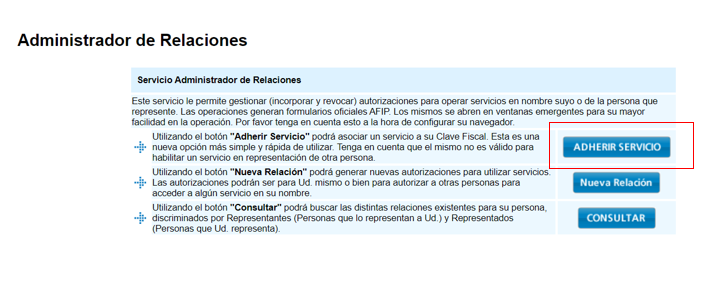 Administrador de Relaciones
Servicio Administrador de Relaciones
Este servicio le permite gestionar (incorporar y revocar) autorizaciones para operar servicios en nombre suyo o de la persona que
represente. Las operaciones generan formularios oficiales AFIP. Los mismos se abren en ventanas emergentes para su mayor
facilidad en la operación. Por favor tenga en cuenta esto a la hora de configurar su navegador.
Utilizando el botón "Adherir Servicio" podrá asociar un servicio a su Clave Fiscal. Esta es una
nueva opción más simple y rápida de utilizar. Tenga en cuenta que el mismo no es válido para
habilitar un servicio en representación de otra persona.
ADHERIR SERVICIO
Utilizando el botón "Nueva Relación" podrá generar nuevas autorizaciones para utilizar servicios.
Las autorizaciones podrán ser para Ud. mismo o bien para autorizar a otras personas para
acceder a algún servicio en su nombre.
Nueva Relación
Utilizando el botón "Consultar" podrá buscar las distintas relaciones existentes para su persona,
discriminados por Representantes (Personas que lo representan a Ud.) y Representados
(Personas que Ud. representa).
CONSULTAR